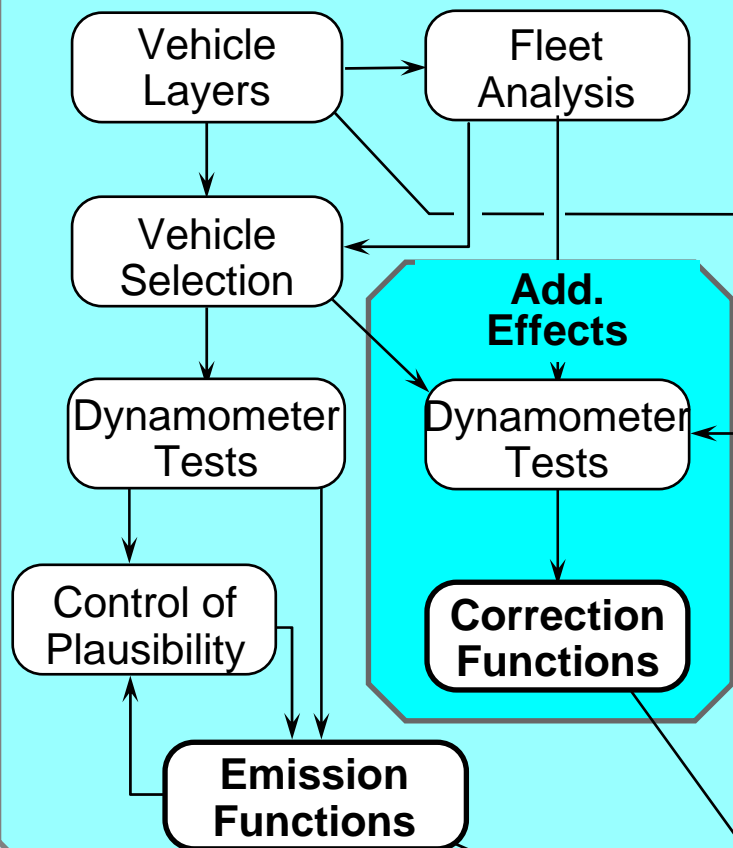 Vehicle
Layers
Fleet
Analysis
Vehicle
Selection
Add.
Effects
Dynamometer
Tests
Dynamometer
Tests
Control of
Plausibility
Correction
Functions
Emission
Functions